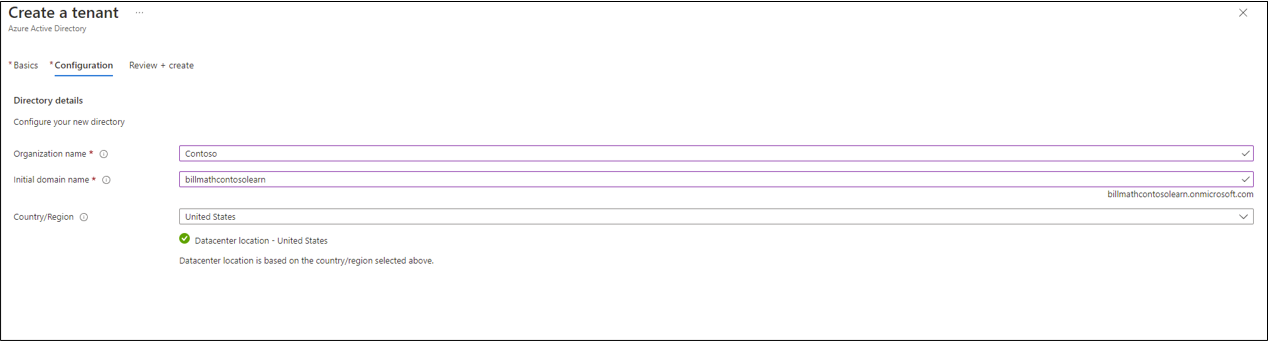 Create a tenant ...
Azure Active Directory
* Basics * Configuration Review + create
Directory details
Configure your new directory
Organization name * Contoso
Initial domain name * billmathcontosolearn
billmathcontosolearn.onmicrosoft.com
Country/Region United States
Datacenter location - United States
Datacenter location is based on the country/region selected above.